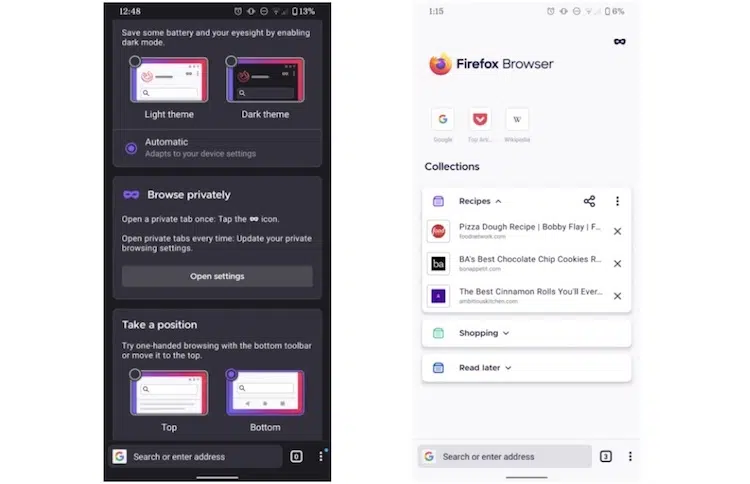 12:48
13%
Save some battery and your eyesight by enabling
dark mode.
Light theme
Dark theme
Automatic
Adapts to your device settings
Browse privately
Open a private tab once: Tap the icon.
Open private tabs every time: Update your private
browsing settings.
Open settings
Take a position
Try one-handed browsing with the bottom toolbar
or move it to the top.
Top
Bottom
G
Search or enter address
0
1:15
6%
Firefox Browser
G
W
Google
Top Arti...
Wikipedia
Collections
Recipes
food
Pizza Dough Recipe | Bobby Flay | F...
foodnetwork.com
ba
BA's Best Chocolate Chip Cookies R...
bonappetit.com
A
The Best Cinnamon Rolls You'll Ever...
ambitiouskitchen.com
Shopping
Read later
G
Search or enter address
3